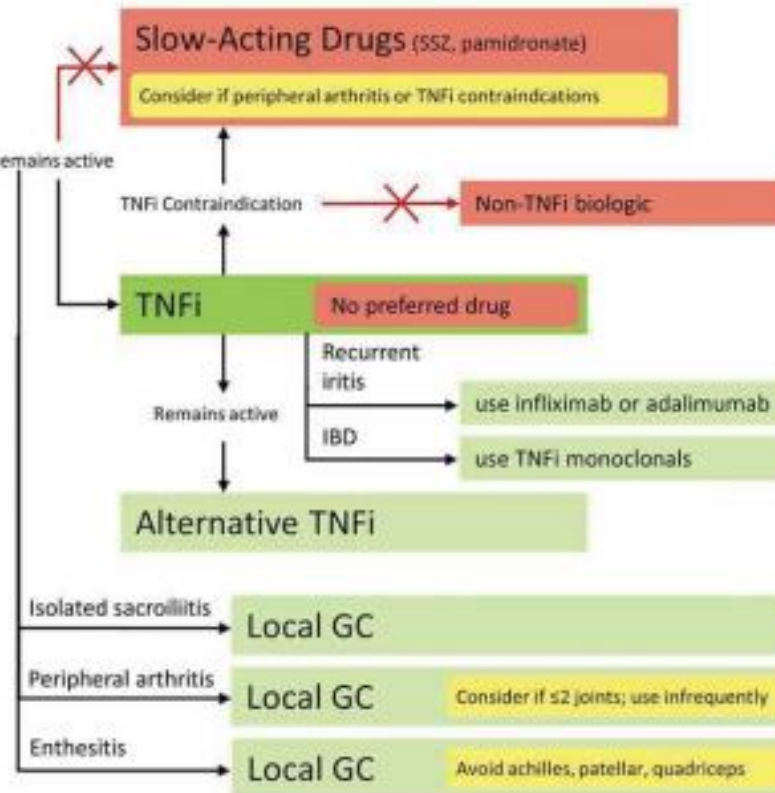 Slow-Acting Drugs (SSZ, pamidronate)
Consider if peripheral arthritis or TNFi contraindcations
emains active
TNFi Contraindication
Non-TNFi biologic
TNFi
No preferred drug
Recurrent
iritis
use infliximab or adalimumab
Remains active
IBD
use TNFi monoclonals
Alternative TNFi
Isolated sacroiliitis
Local GC
Peripheral arthritis
Local GC
Consider if ≤2 joints; use infrequently
Enthesitis
Local GC
Avoid achilles, patellar, quadriceps